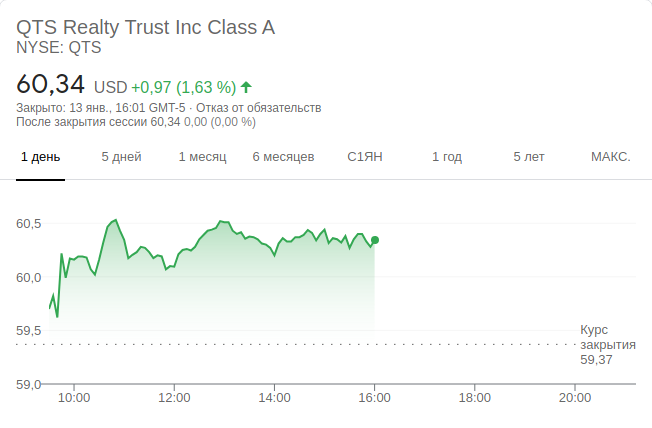 QTS Realty Trust Inc Class A
NYSE: QTS
60,34 USD +0,97 (1,63 %)
Закрыто: 13 янв., 16:01 GMT-5 · Отказ от обязательств
После закрытия сессии 60,34 0,00 (0,00 %)
1 день 5 дней 1 месяц 6 месяцев С1ЯН 1 год 5 лет МАКС.
60,5
60,0
59,5
Курс
закрытия
59,37
59,0
10:00 12:00 14:00 16:00 18:00 20:00